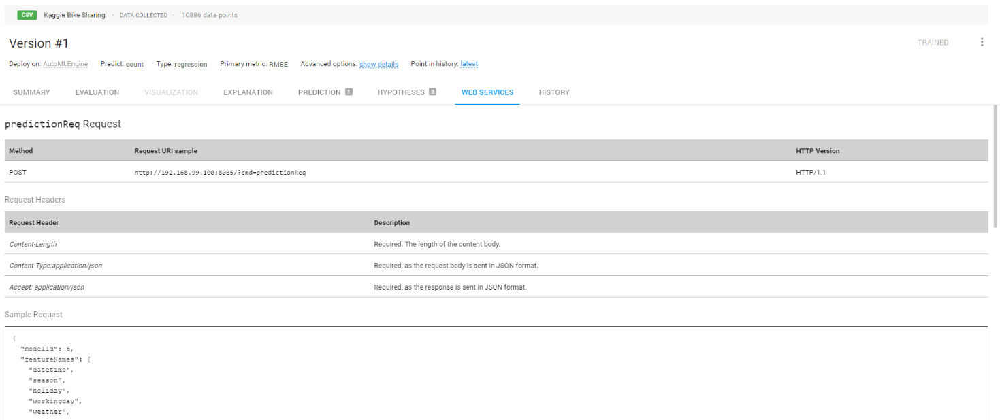 CSV Kaggle Bike Sharing · DATA COLLECTED · 10886 data points
Version #1 TRAINED
Deploy on: AutoMLEngine Predict: count Type: regression Primary metric: RMSE Advanced options: show details Point in history: latest
SUMMARY EVALUATION VISUALIZATION EXPLANATION PREDICTION 1 HYPOTHESES 3 WEB SERVICES HISTORY
predictionReq Request
Method Request URI sample HTTP Version
POST http://192.168.99.100:8085/?cmd=predictionReq HTTP/1.1
Request Headers
Request Header Description
Content-Length Required. The length of the content body.
Content-Type:application/json Required, as the request body is sent in JSON format.
Accept: application/json Required, as the response is sent in JSON format.
Sample Request
{
"modelId": 6,
"featureNames": [
"datetime",
"season",
"holiday",
"workingday",
"weather",